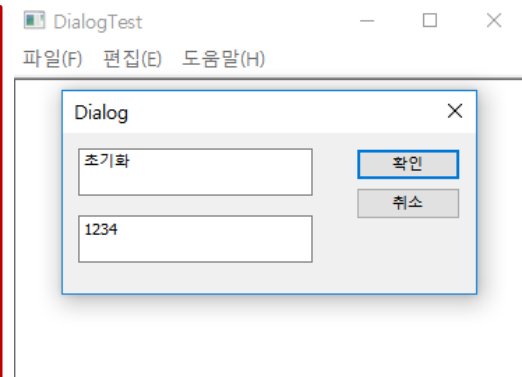 DialogTest
파일(F) 편집(E) 도움말(H)
Dialog
초기화
확인
취소
1234